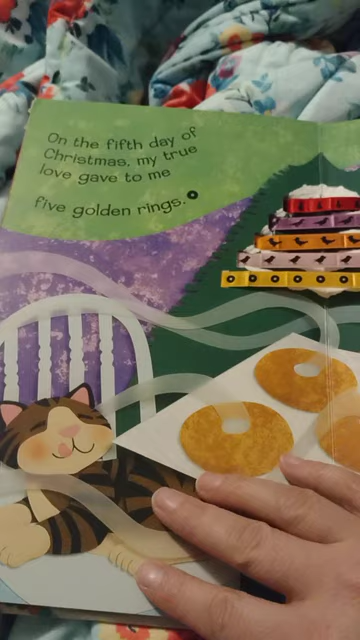 On the fifth day of
Christmas, my true
love gave to me
five golden rings.